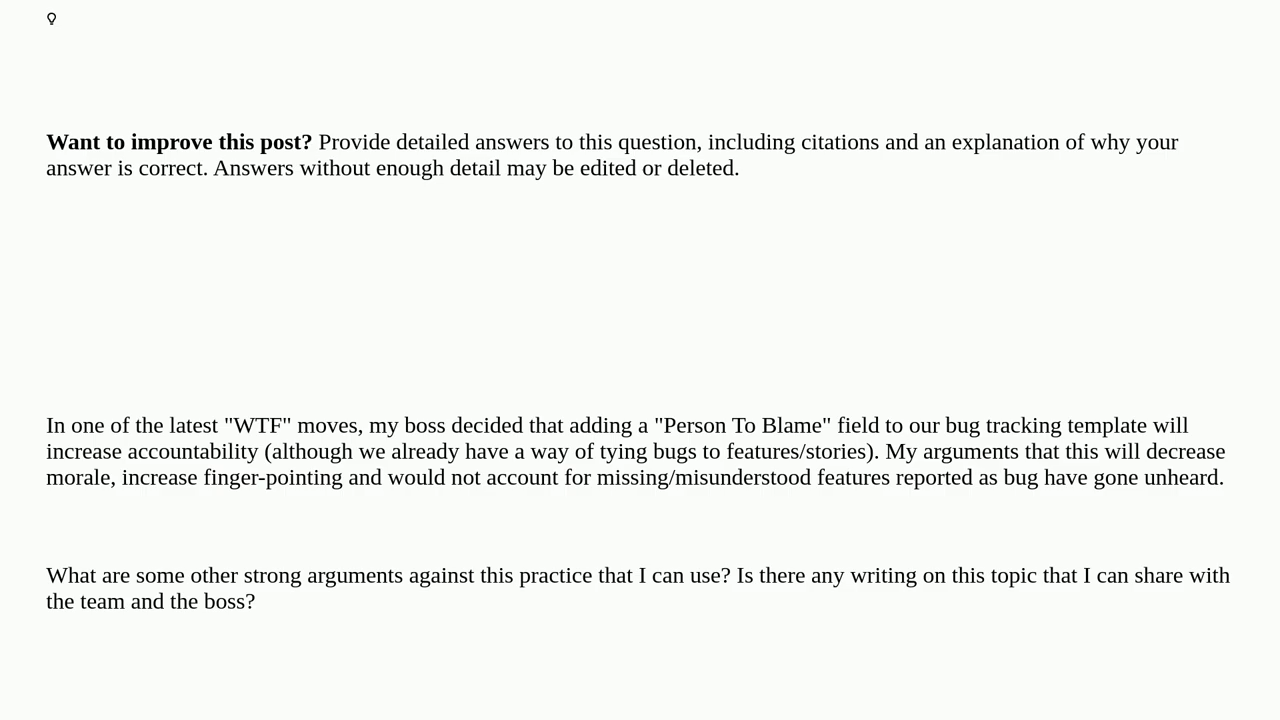 Want to improve this post? Provide detailed answers to this question, including citations and an explanation of why your
answer is correct. Answers without enough detail may be edited or deleted.
In one of the latest "WTF" moves, my boss decided that adding a "Person To Blame" field to our bug tracking template will
increase accountability (although we already have a way of tying bugs to features/stories). My arguments that this will decrease
morale, increase finger-pointing and would not account for missing/misunderstood features reported as bug have gone unheard.
What are some other strong arguments against this practice that I can use? Is there any writing on this topic that I can share with
the team and the boss?